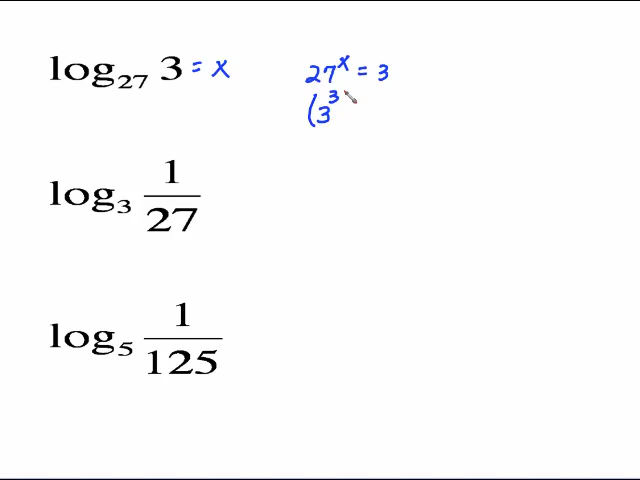 log₂₇ 3 = x 27ˣ = 3
(3³
log₃ 1/27
log₅ 1/125